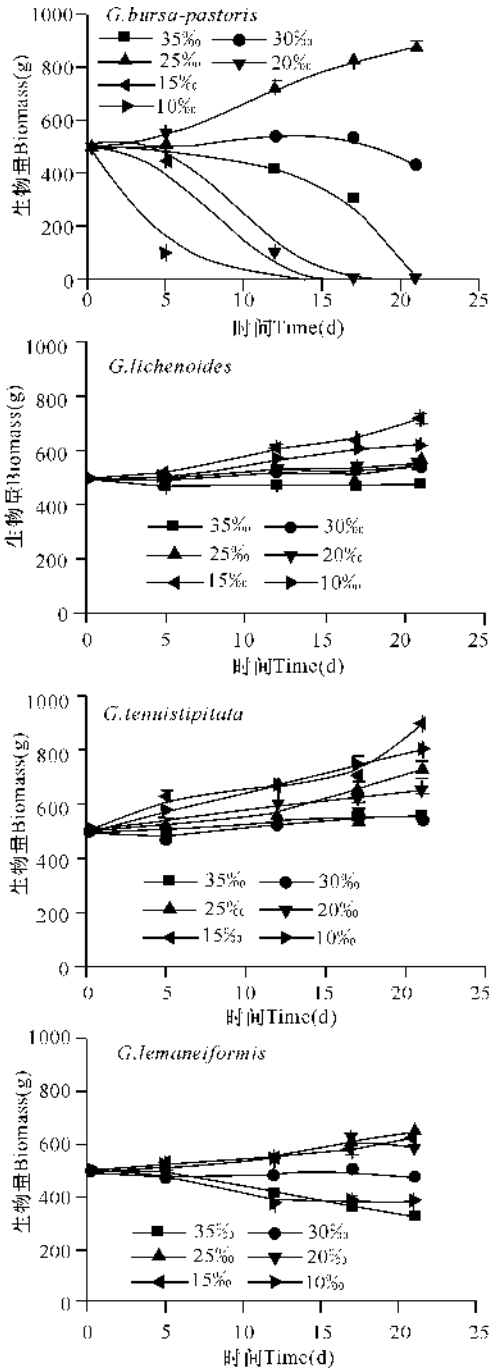 G.bursa-pastoris
35‰ 30‰
25‰ 20‰
15‰
10‰
生物量Biomass(g)
1000
800
600
400
200
0
0 5 10 15 20 25
时间Time(d)
G.lichenoides
生物量Biomass(g)
1000
800
600
400
200
0
35‰ 30‰
25‰ 20‰
15‰ 10‰
0 5 10 15 20 25
时间Time(d)
G.tenuistipitata
生物量Biomass(g)
1000
800
600
400
200
0
35‰ 30‰
25‰ 20‰
15‰ 10‰
0 5 10 15 20 25
时间Time(d)
G.lemaneiformis
生物量Biomass(g)
1000
800
600
400
200
0
35‰ 30‰
25‰ 20‰
15‰ 10‰
0 5 10 15 20 25
时间Time(d)